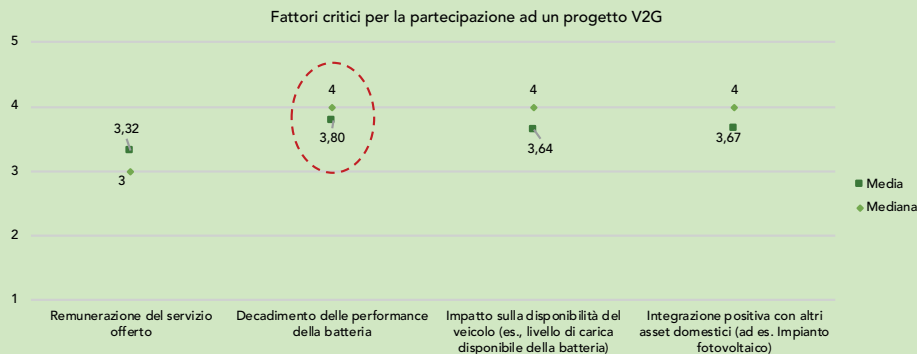 Fattori critici per la partecipazione ad un progetto V2G
5
4
3
2
1
3,32
3
4
3,80
4
3,64
4
3,67
Media
Mediana
Remunerazione del servizio
offerto
Decadimento delle performance
della batteria
Impatto sulla disponibilità del
veicolo (es., livello di carica
disponibile della batteria)
Integrazione positiva con altri
asset domestici (ad es. Impianto
fotovoltaico)